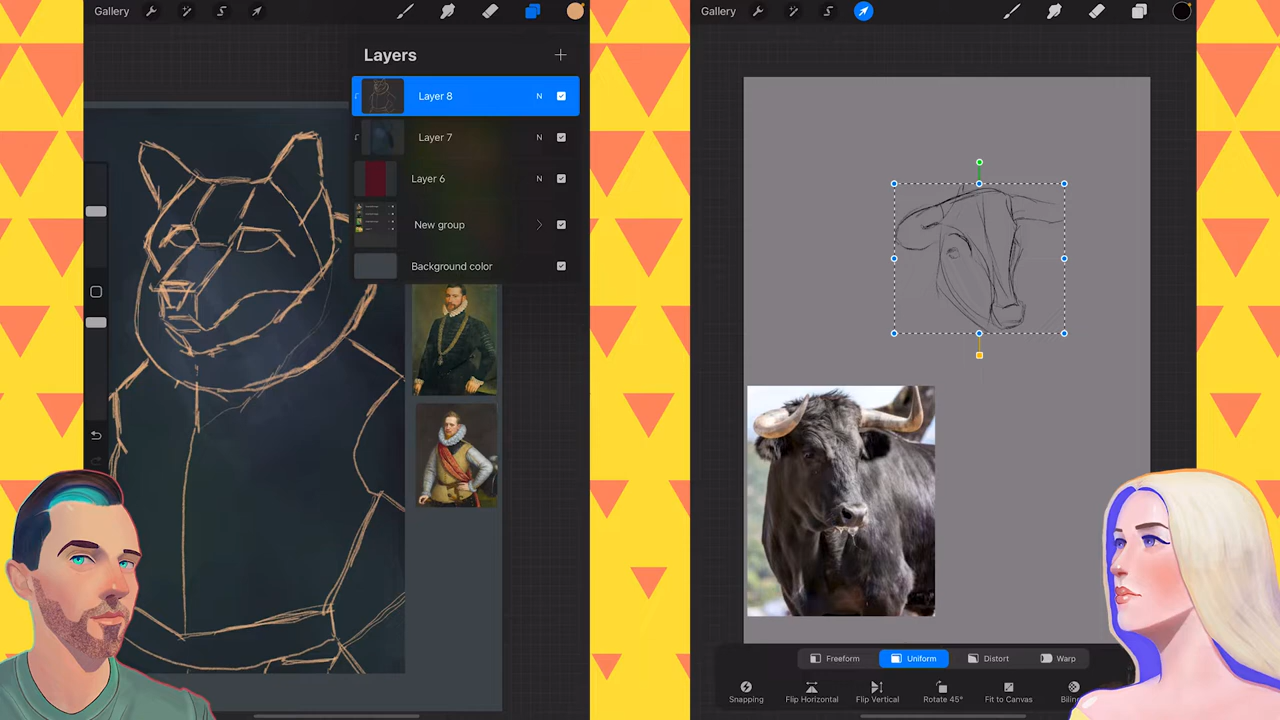 Gallery
Layers
Layer 8 N
Layer 7 N
Layer 6 N
New group
Background color
Gallery
Freeform Uniform Distort Warp
Snapping Flip Horizontal Flip Vertical Rotate 45° Fit to Canvas Bilin